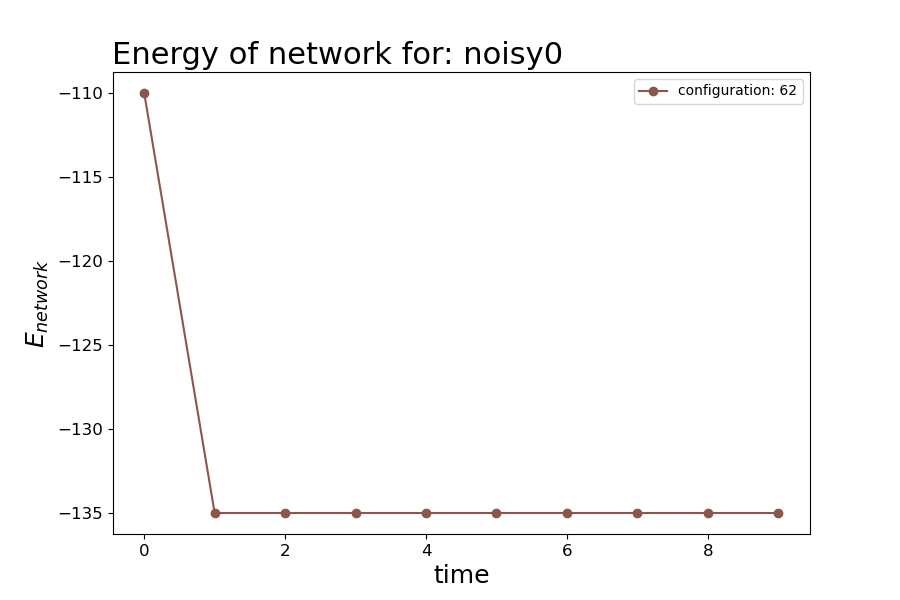 Energy of network for: noisy0
configuration: 62
E_network
−110
−115
−120
−125
−130
−135
0 2 4 6 8
time